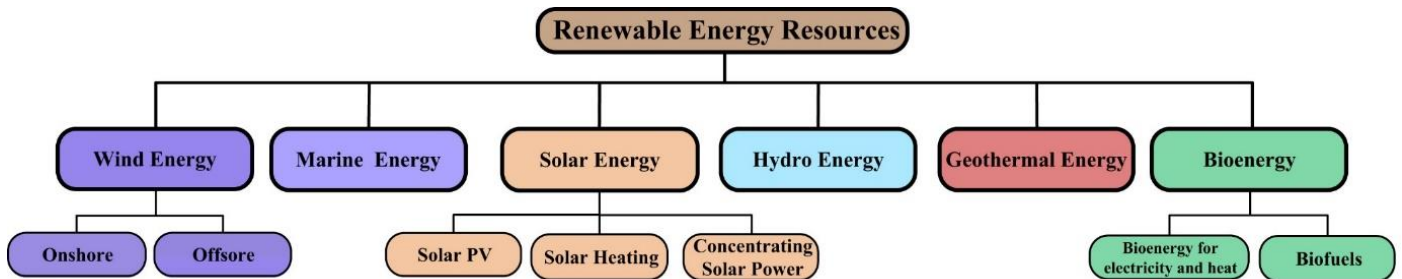 Renewable Energy Resources
Wind Energy
Marine Energy
Solar Energy
Hydro Energy
Geothermal Energy
Bioenergy
Onshore
Offsore
Solar PV
Solar Heating
Concentrating
Solar Power
Bioenergy for
electricity and heat
Biofuels